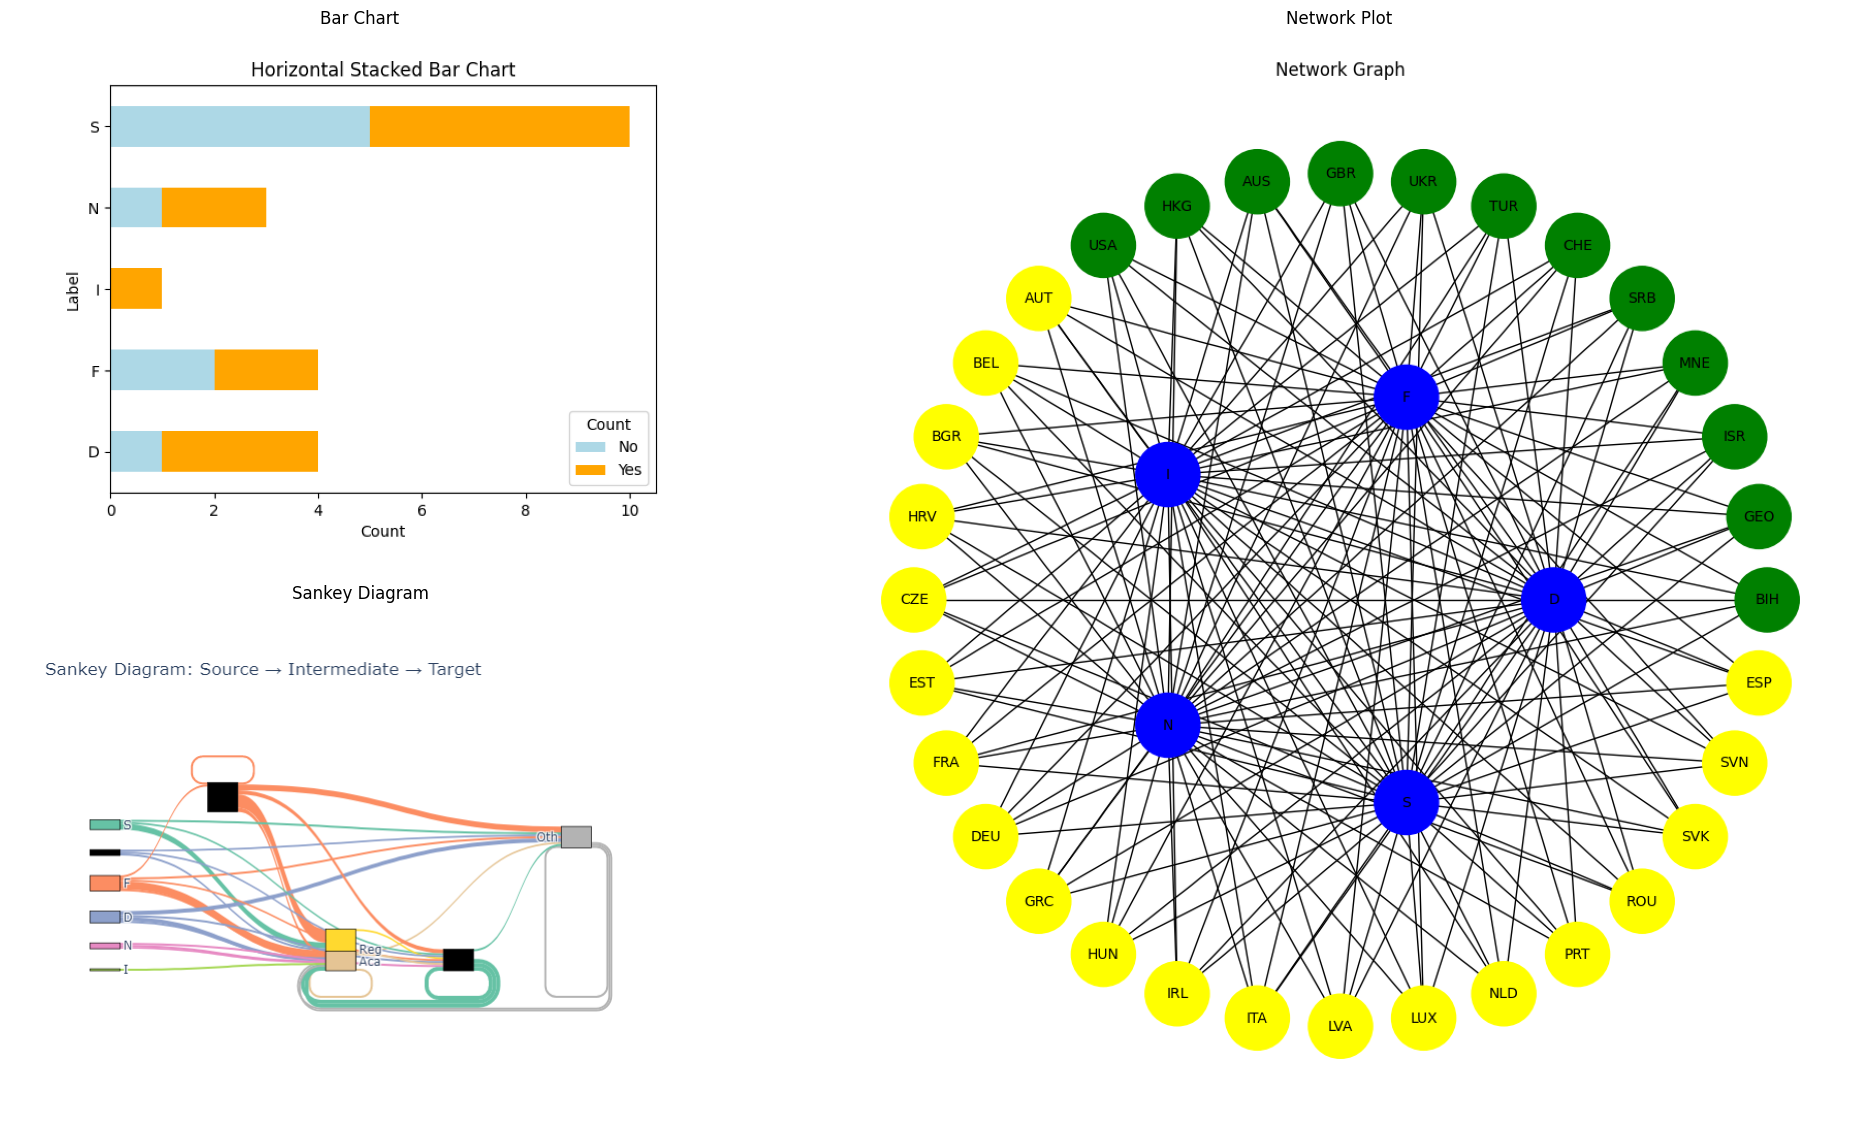 Bar Chart
Horizontal Stacked Bar Chart
S
N
I
F
D
Label
0 2 4 6 8 10
Count
Count
No
Yes
Sankey Diagram
Sankey Diagram: Source → Intermediate → Target
S
F
D
N
I
Reg
Aca
Oth
Network Plot
Network Graph
GBR
AUS
UKR
HKG
TUR
USA
CHE
AUT
SRB
BEL
MNE
F
BGR
ISR
I
HRV
GEO
CZE
D
BIH
EST
ESP
N
FRA
SVN
S
DEU
SVK
GRC
ROU
HUN
PRT
IRL
NLD
ITA
LUX
LVA